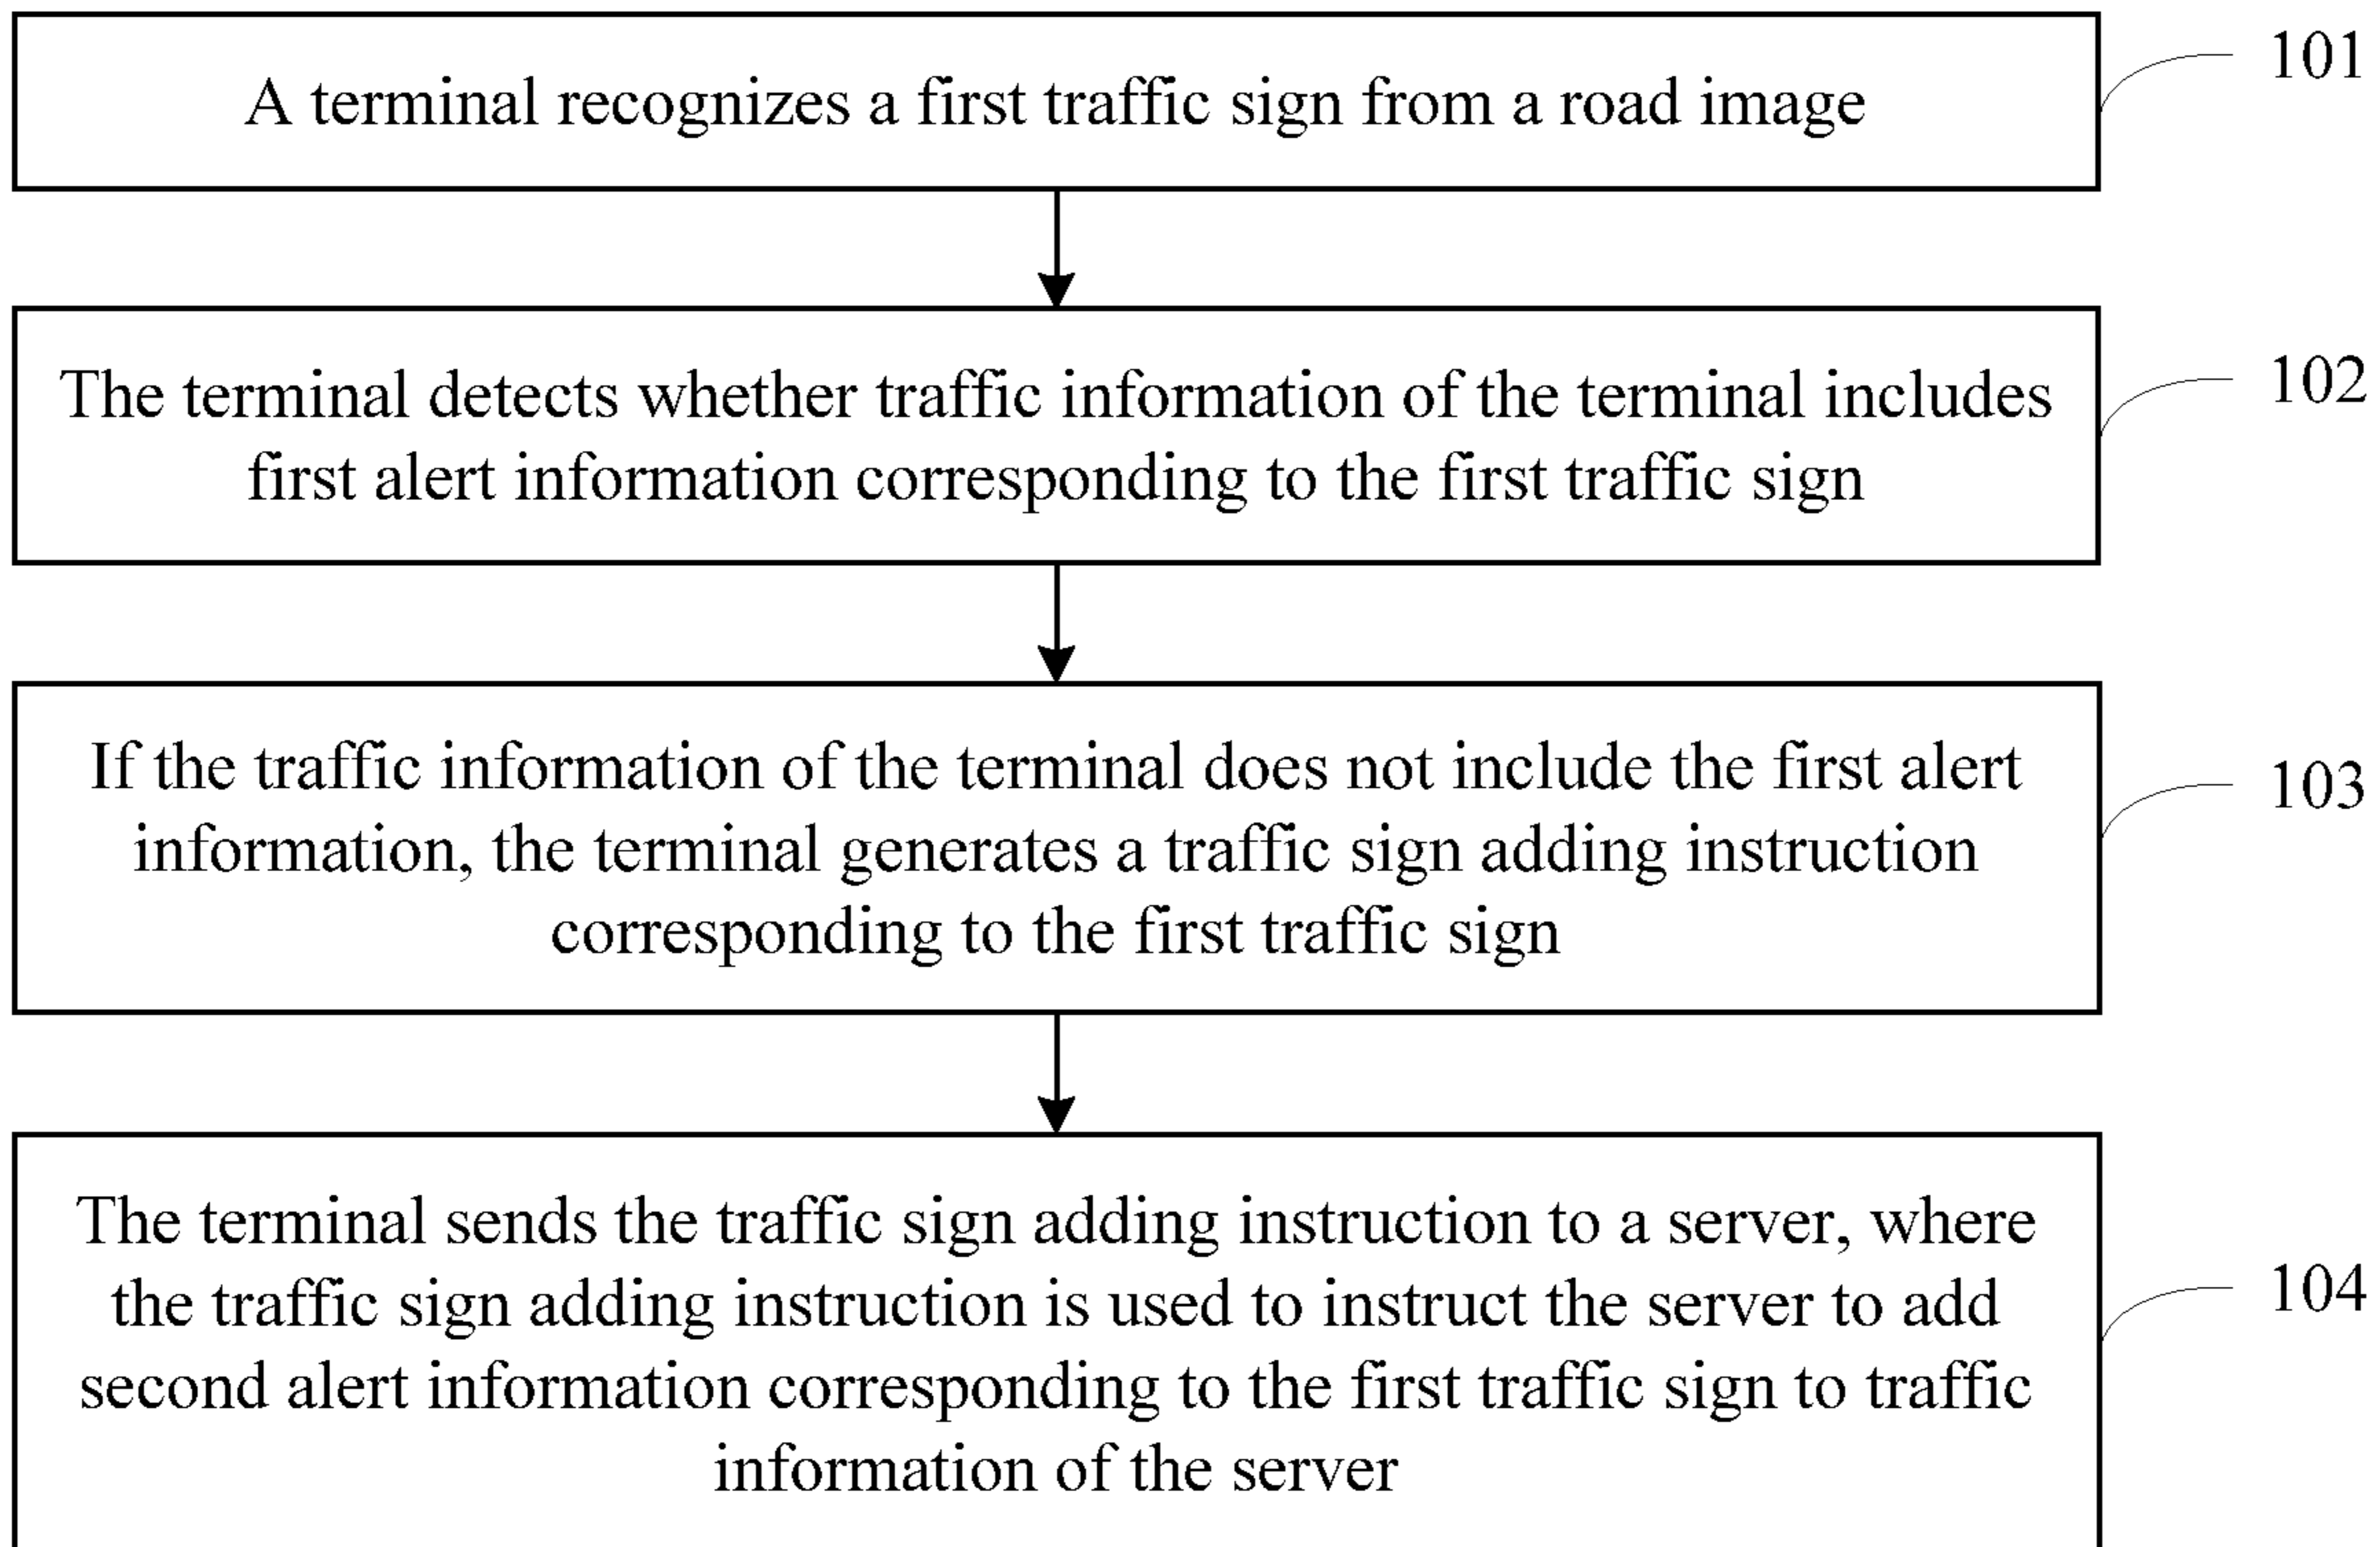 A terminal recognizes a first traffic sign from a road image
101
The terminal detects whether traffic information of the terminal includes
first alert information corresponding to the first traffic sign
102
If the traffic information of the terminal does not include the first alert
information, the terminal generates a traffic sign adding instruction
corresponding to the first traffic sign
103
The terminal sends the traffic sign adding instruction to a server, where
the traffic sign adding instruction is used to instruct the server to add
second alert information corresponding to the first traffic sign to traffic
information of the server
104